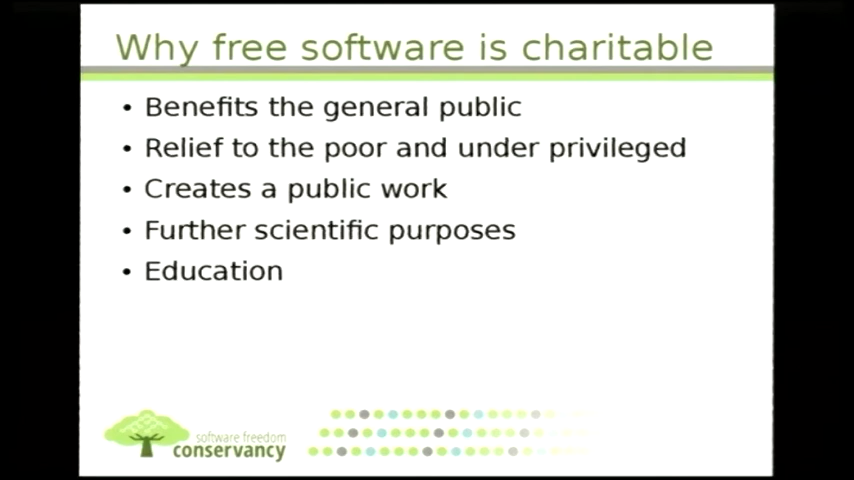 Why free software is charitable
• Benefits the general public
• Relief to the poor and under privileged
• Creates a public work
• Further scientific purposes
• Education
software freedom
conservancy